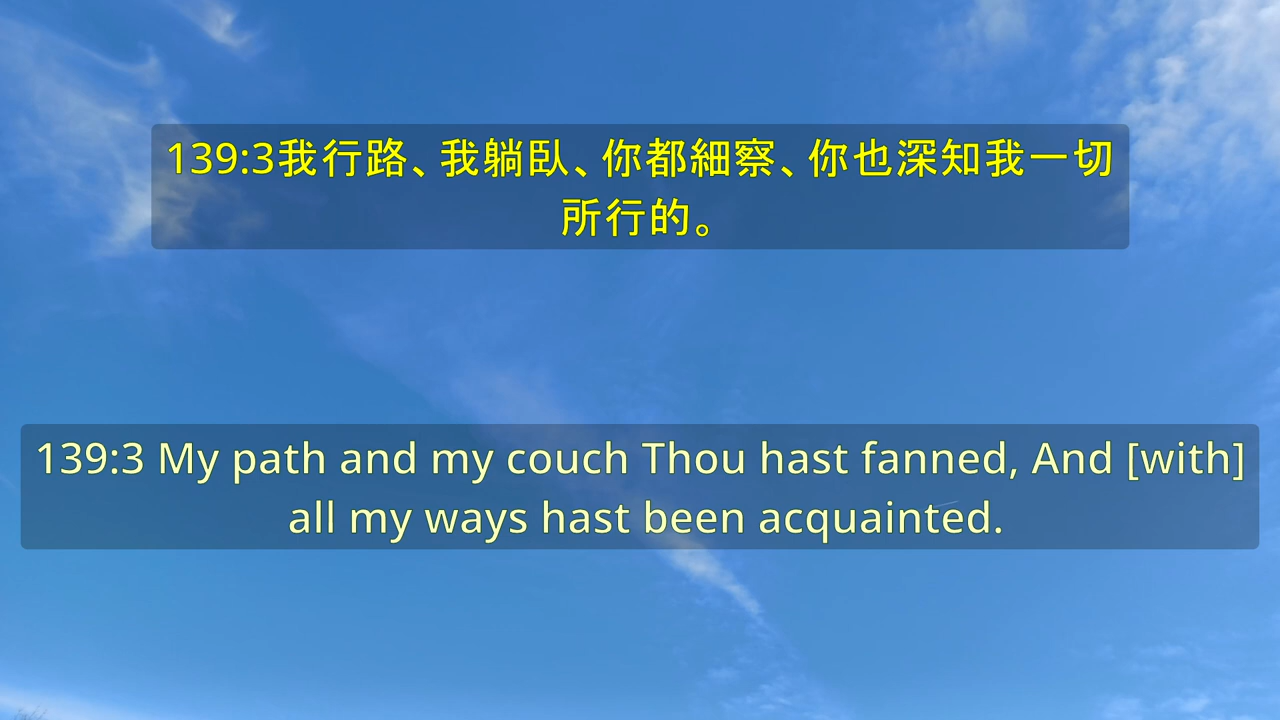 139:3我行路、我躺臥、你都細察、你也深知我一切
所行的。
139:3 My path and my couch Thou hast fanned, And [with]
all my ways hast been acquainted.